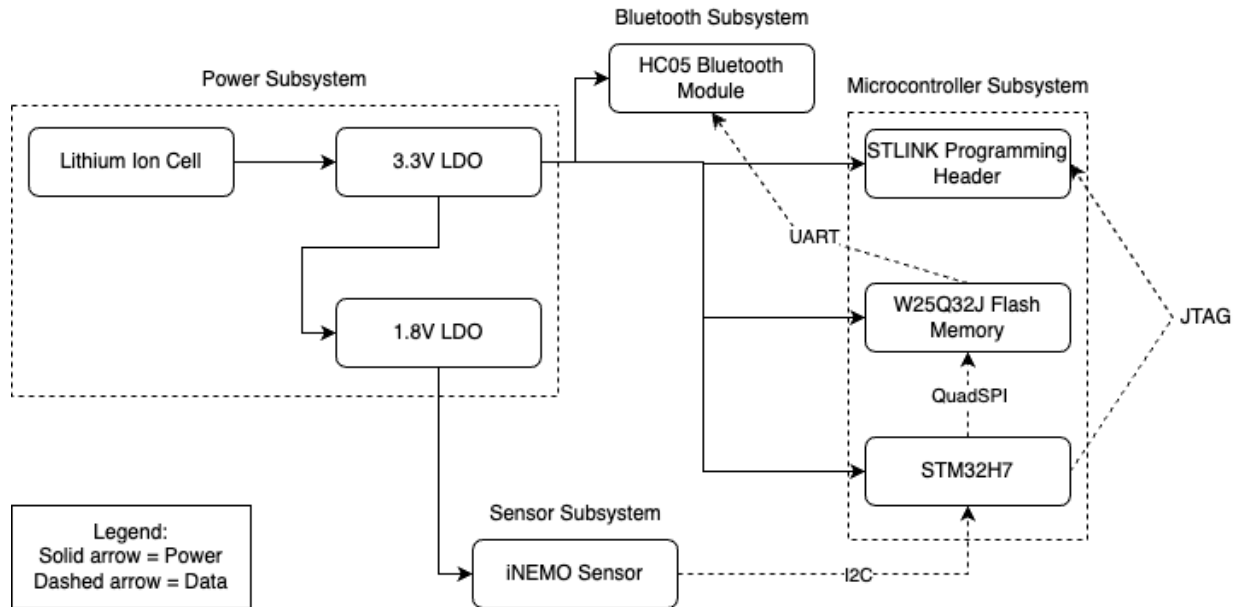 Bluetooth Subsystem
HC05 Bluetooth
Module
Power Subsystem
Microcontroller Subsystem
Lithium Ion Cell
3.3V LDO
STLINK Programming
Header
UART
1.8V LDO
W25Q32J Flash
Memory
JTAG
QuadSPI
STM32H7
Legend:
Solid arrow = Power
Dashed arrow = Data
Sensor Subsystem
iNEMO Sensor
I2C